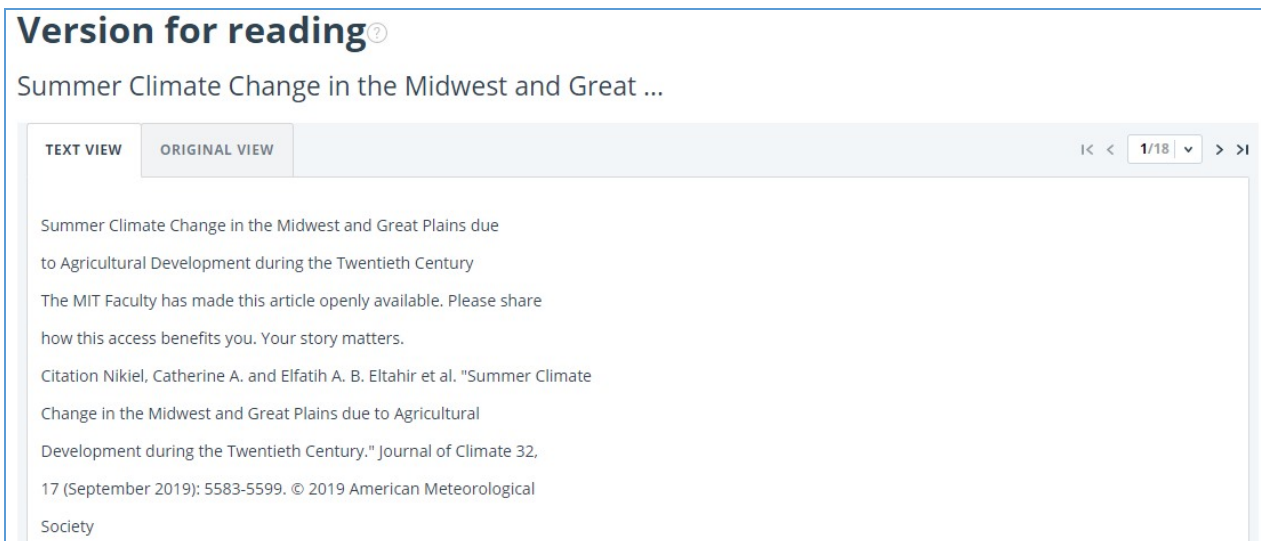 Version for reading ?
Summer Climate Change in the Midwest and Great ...
TEXT VIEW ORIGINAL VIEW 1/18
Summer Climate Change in the Midwest and Great Plains due
to Agricultural Development during the Twentieth Century
The MIT Faculty has made this article openly available. Please share
how this access benefits you. Your story matters.
Citation Nikiel, Catherine A. and Elfatih A. B. Eltahir et al. "Summer Climate
Change in the Midwest and Great Plains due to Agricultural
Development during the Twentieth Century." Journal of Climate 32,
17 (September 2019): 5583-5599. © 2019 American Meteorological
Society